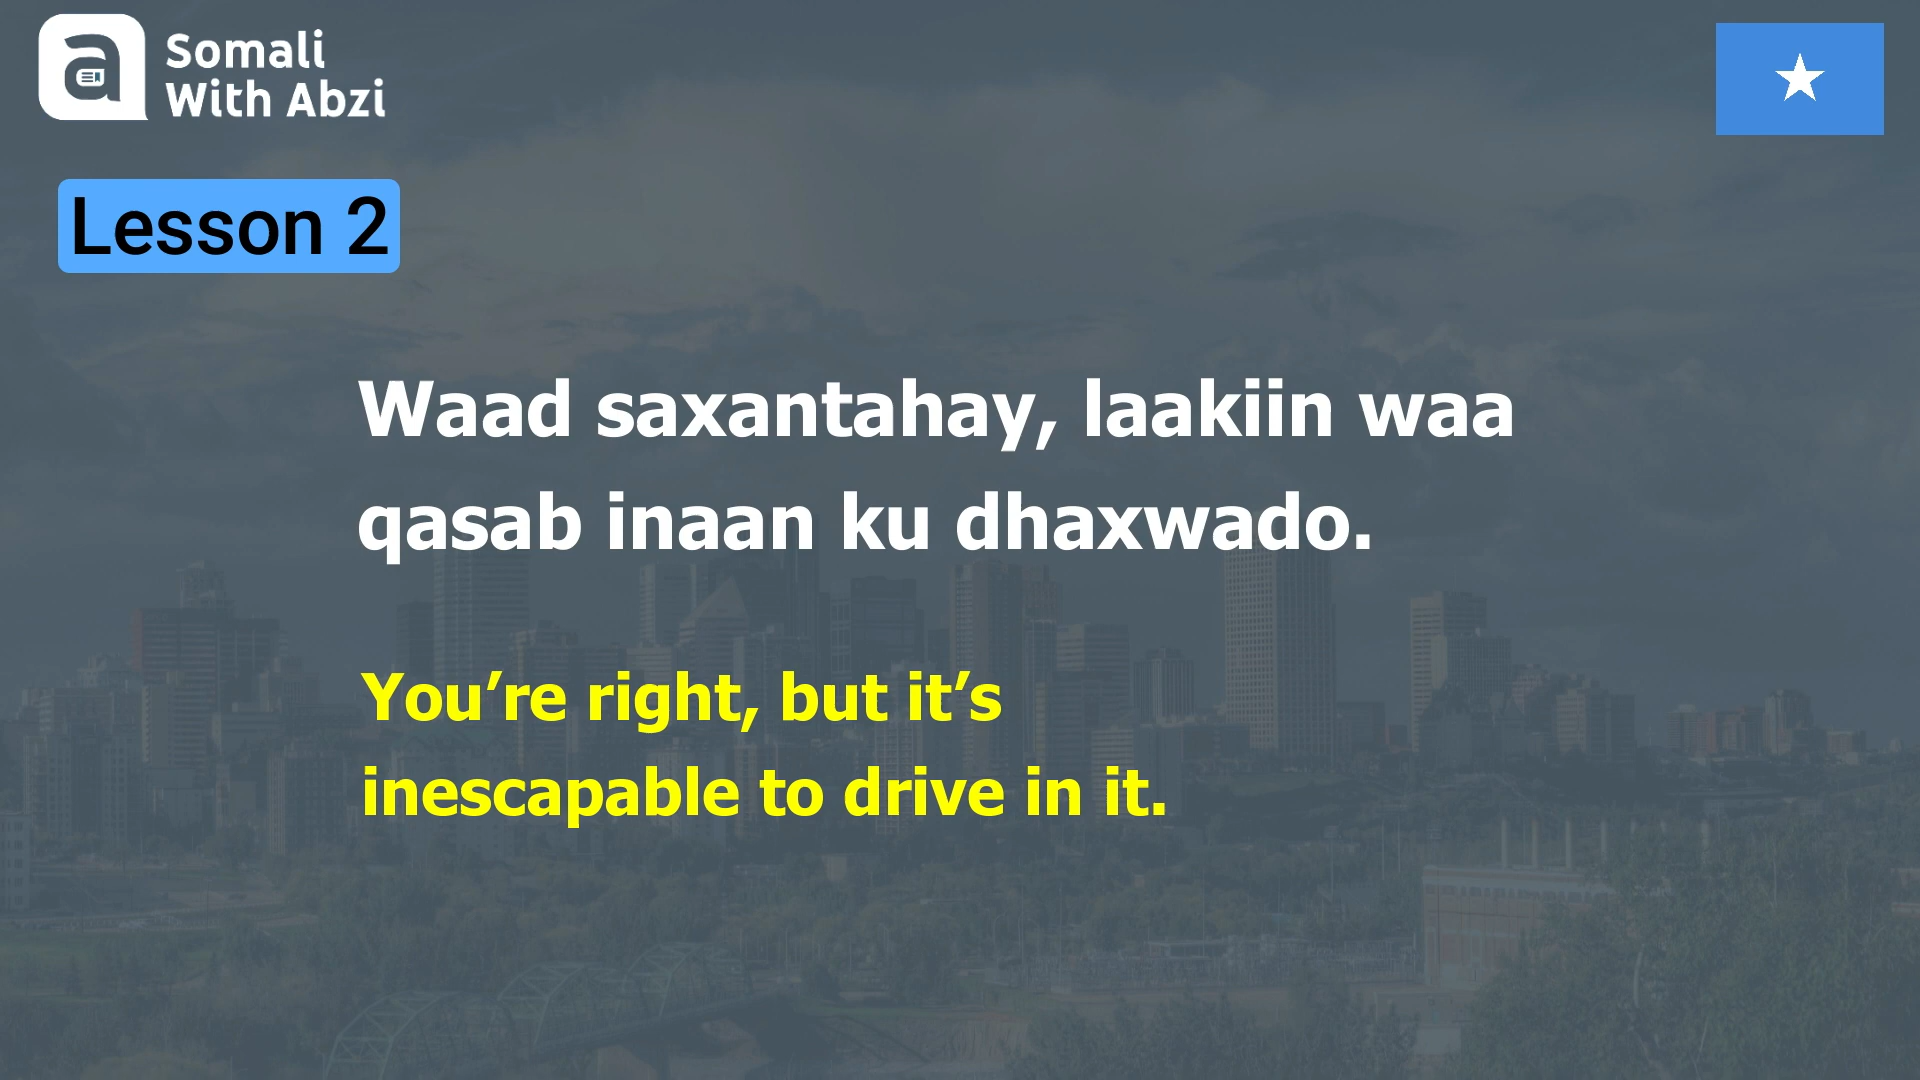 Somali
With Abzi
Lesson 2
Waad saxantahay, laakiin waa
qasab inaan ku dhaxwado.
You’re right, but it’s
inescapable to drive in it.